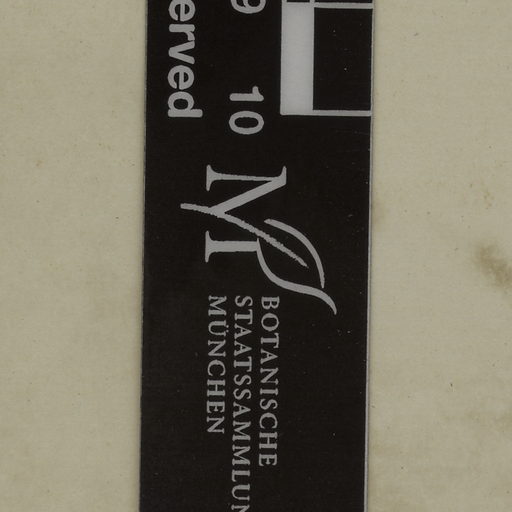 erved
9 10
BOTANISCHE
STAATSSAMMLUN
MÜNCHEN